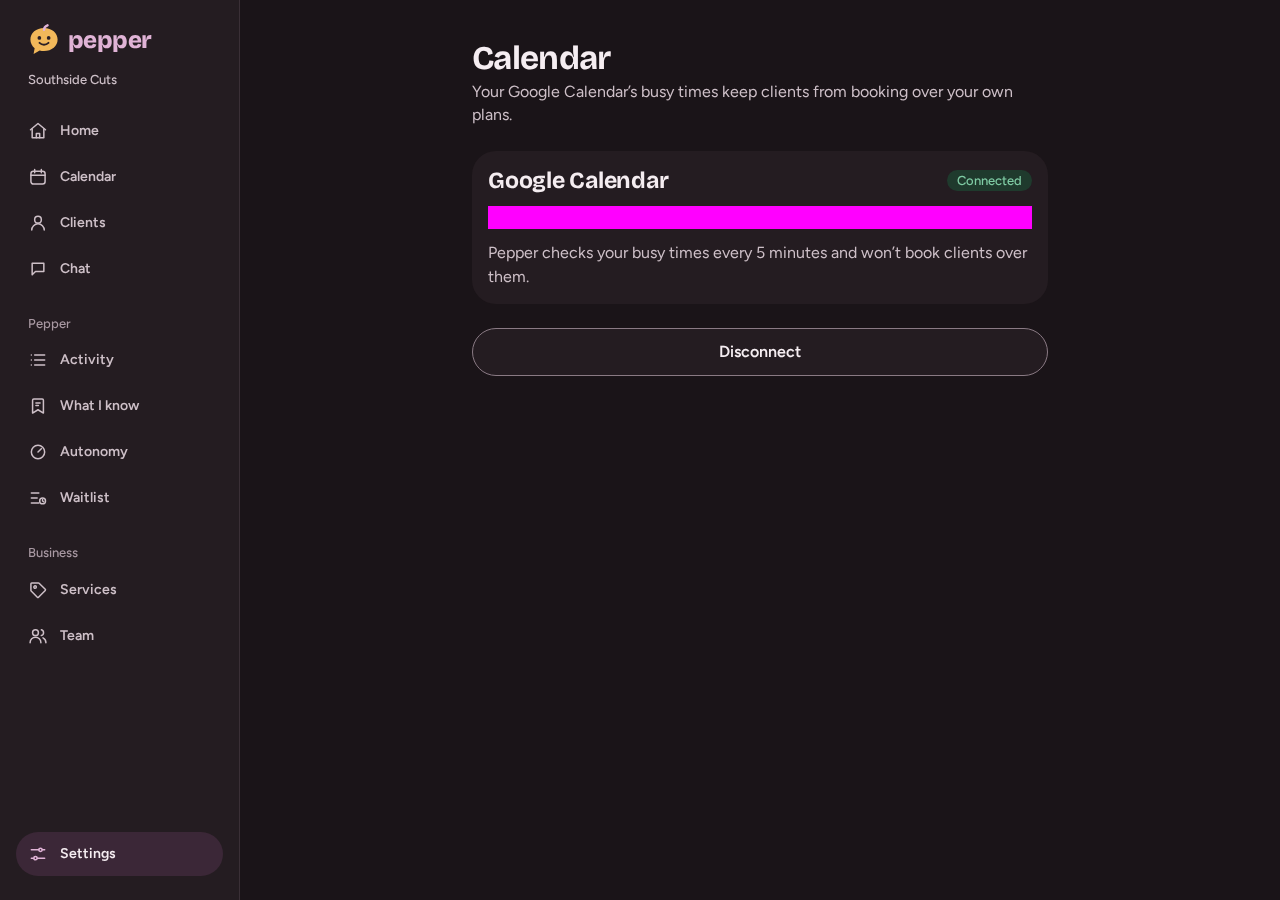 pepper
Southside Cuts
Home
Calendar
Clients
Chat
Pepper
Activity
What I know
Autonomy
Waitlist
Business
Services
Team
Settings
Calendar
Your Google Calendar’s busy times keep clients from booking over your own
plans.
Google Calendar
Connected
Pepper checks your busy times every 5 minutes and won’t book clients over
them.
Disconnect